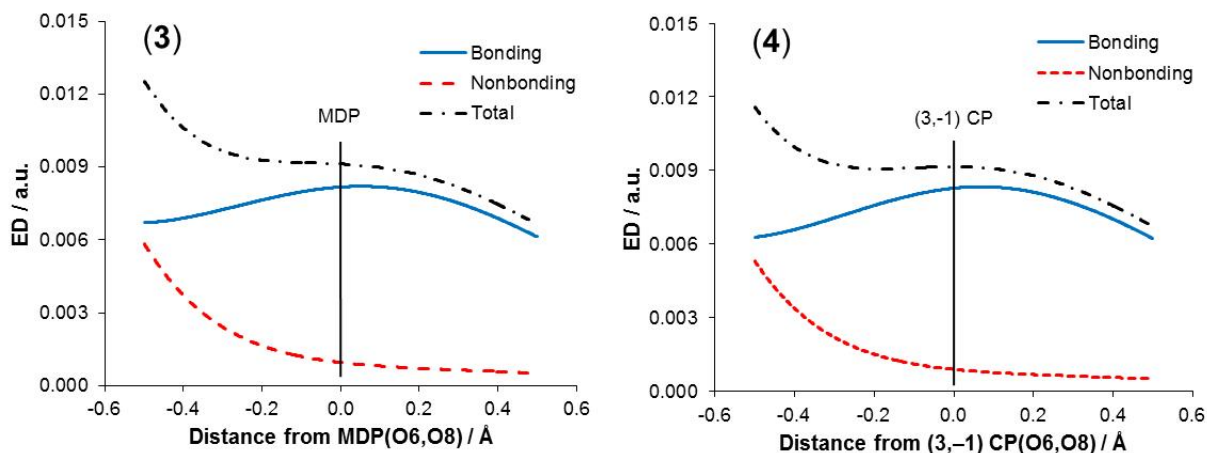 (3)
Bonding
Nonbonding
Total
MDP
ED / a.u.
0.015
0.012
0.009
0.006
0.003
0.000
-0.6 -0.4 -0.2 0.0 0.2 0.4 0.6
Distance from MDP(O6,O8) / Å
(4)
Bonding
Nonbonding
Total
(3,-1) CP
ED / a.u.
0.015
0.012
0.009
0.006
0.003
0.000
-0.6 -0.4 -0.2 0.0 0.2 0.4 0.6
Distance from (3,–1) CP(O6,O8) / Å